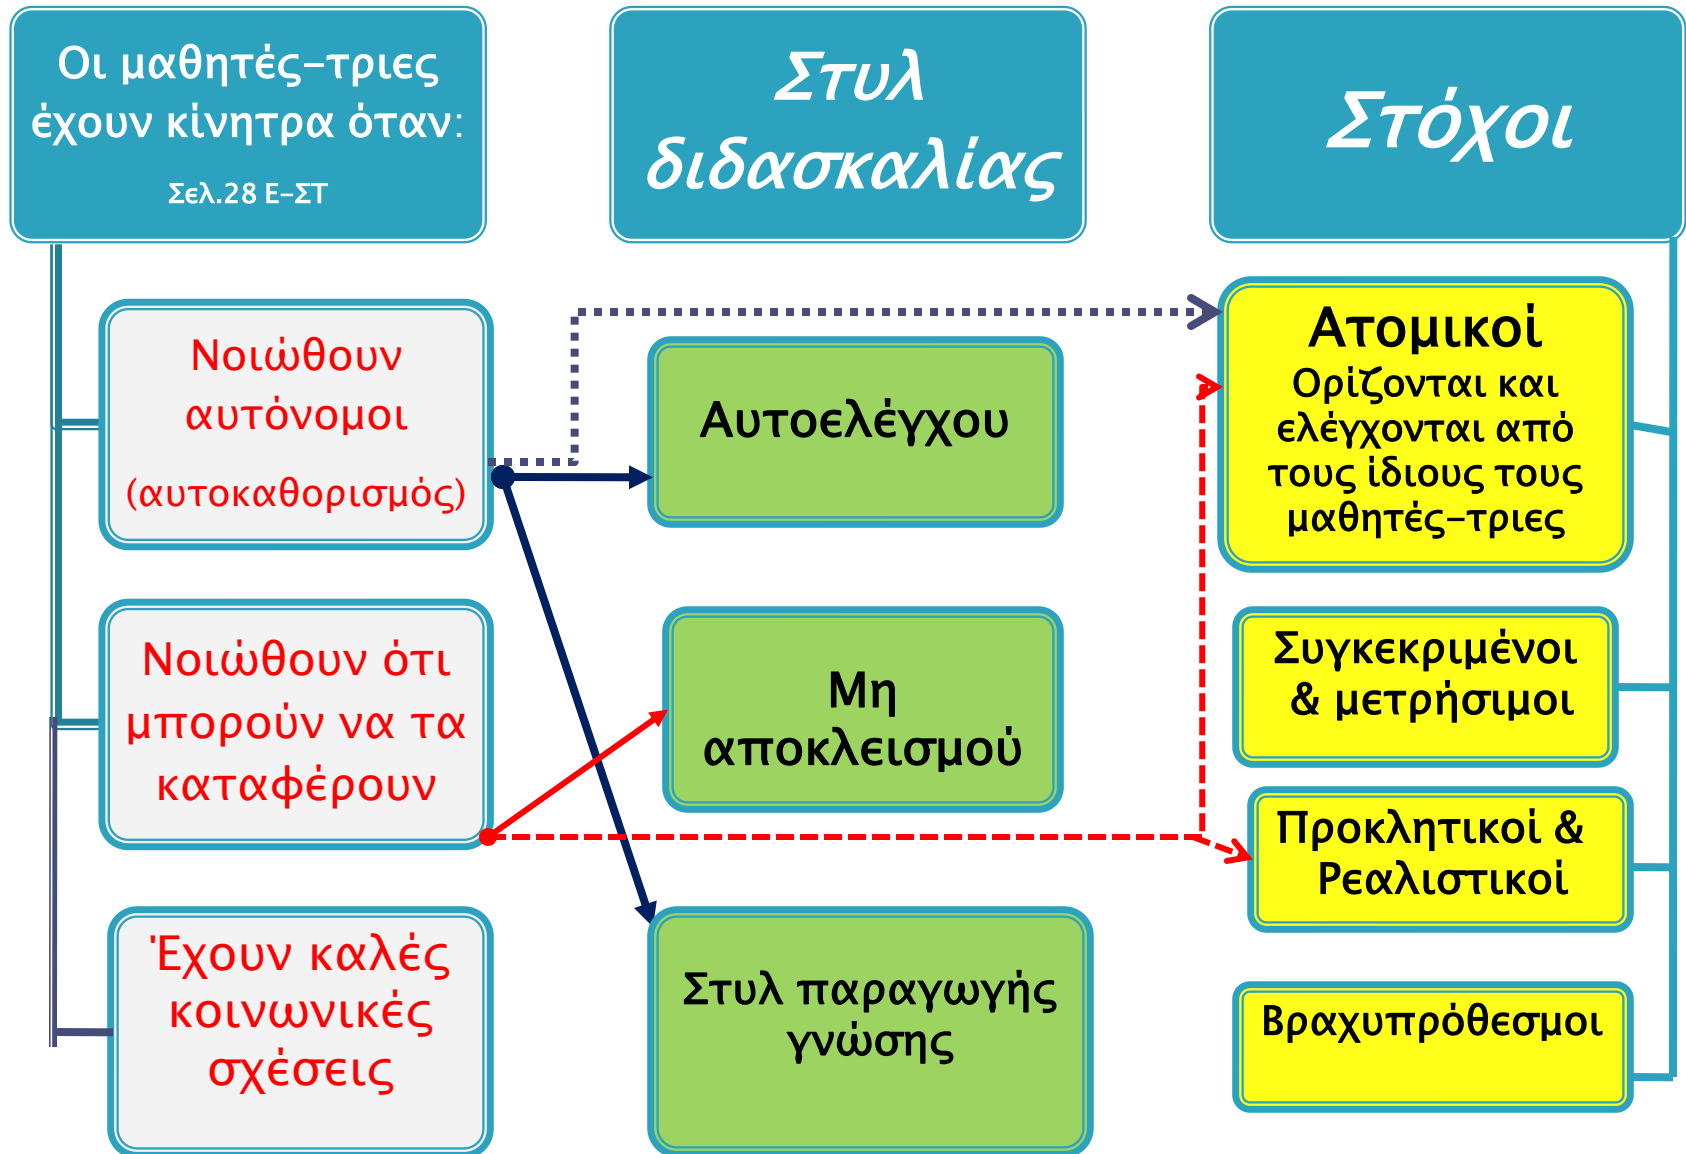 Οι μαθητές–τριες
έχουν κίνητρα όταν:
Σελ.28 Ε–ΣΤ
Νοιώθουν
αυτόνομοι
(αυτοκαθορισμός)
Νοιώθουν ότι
μπορούν να τα
καταφέρουν
Έχουν καλές
κοινωνικές
σχέσεις
Στυλ
διδασκαλίας
Αυτοελέγχου
Μη
αποκλεισμού
Στυλ παραγωγής
γνώσης
Στόχοι
Ατομικοί
Ορίζονται και
ελέγχονται από
τους ίδιους τους
μαθητές–τριες
Συγκεκριμένοι
& μετρήσιμοι
Προκλητικοί &
Ρεαλιστικοί
Βραχυπρόθεσμοι